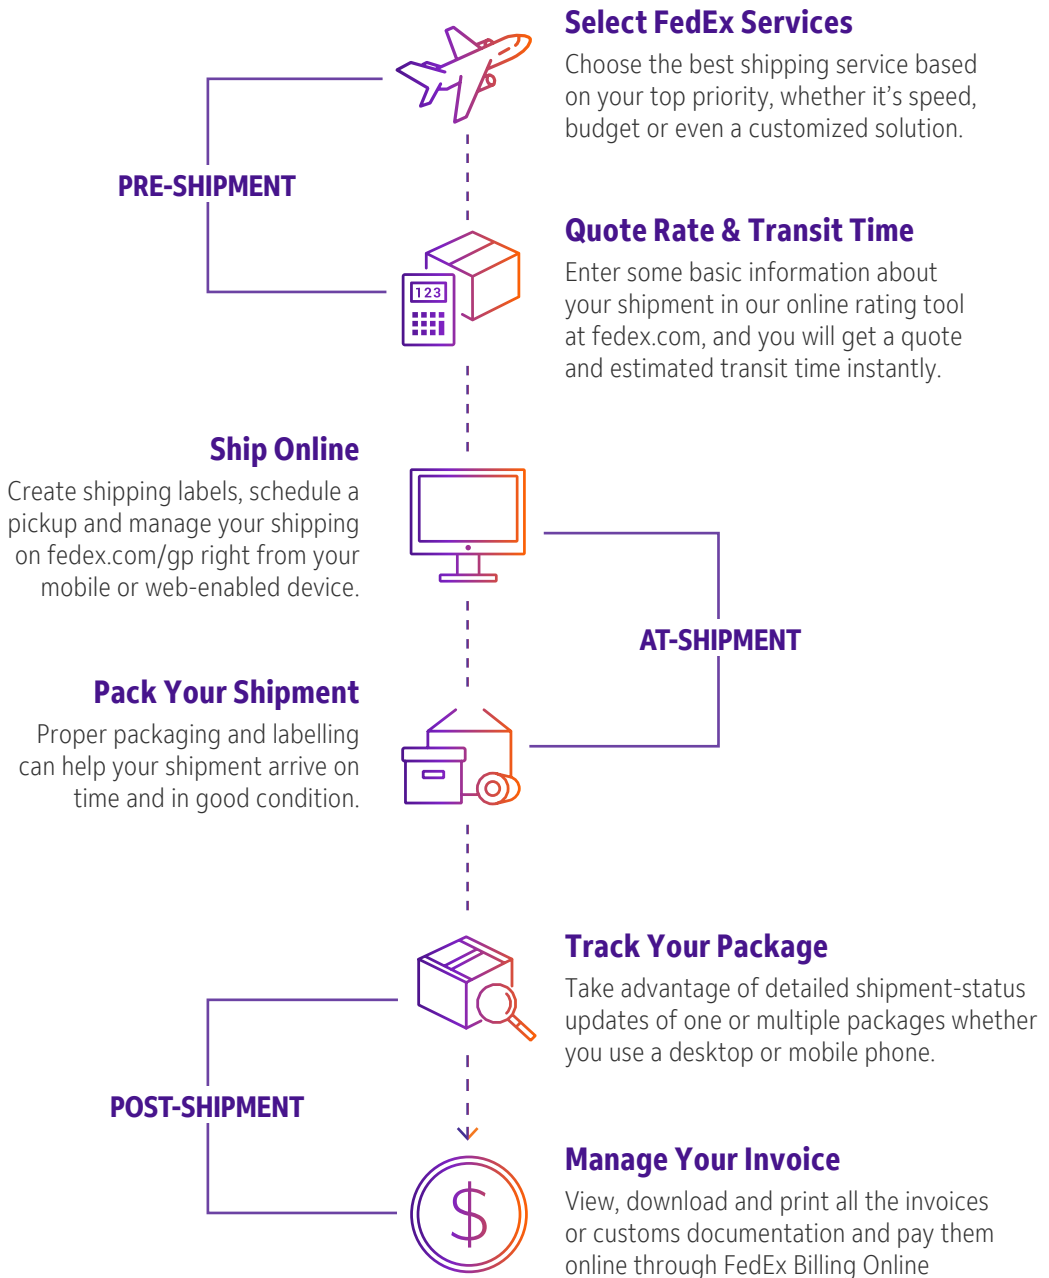 Select FedEx Services
Choose the best shipping service based
on your top priority, whether it’s speed,
budget or even a customized solution.
PRE-SHIPMENT
Quote Rate & Transit Time
Enter some basic information about
your shipment in our online rating tool
at fedex.com, and you will get a quote
and estimated transit time instantly.
123
Ship Online
Create shipping labels, schedule a
pickup and manage your shipping
on fedex.com/gp right from your
mobile or web-enabled device.
AT-SHIPMENT
Pack Your Shipment
Proper packaging and labelling
can help your shipment arrive on
time and in good condition.
Track Your Package
Take advantage of detailed shipment-status
updates of one or multiple packages whether
you use a desktop or mobile phone.
POST-SHIPMENT
Manage Your Invoice
View, download and print all the invoices
or customs documentation and pay them
online through FedEx Billing Online
$